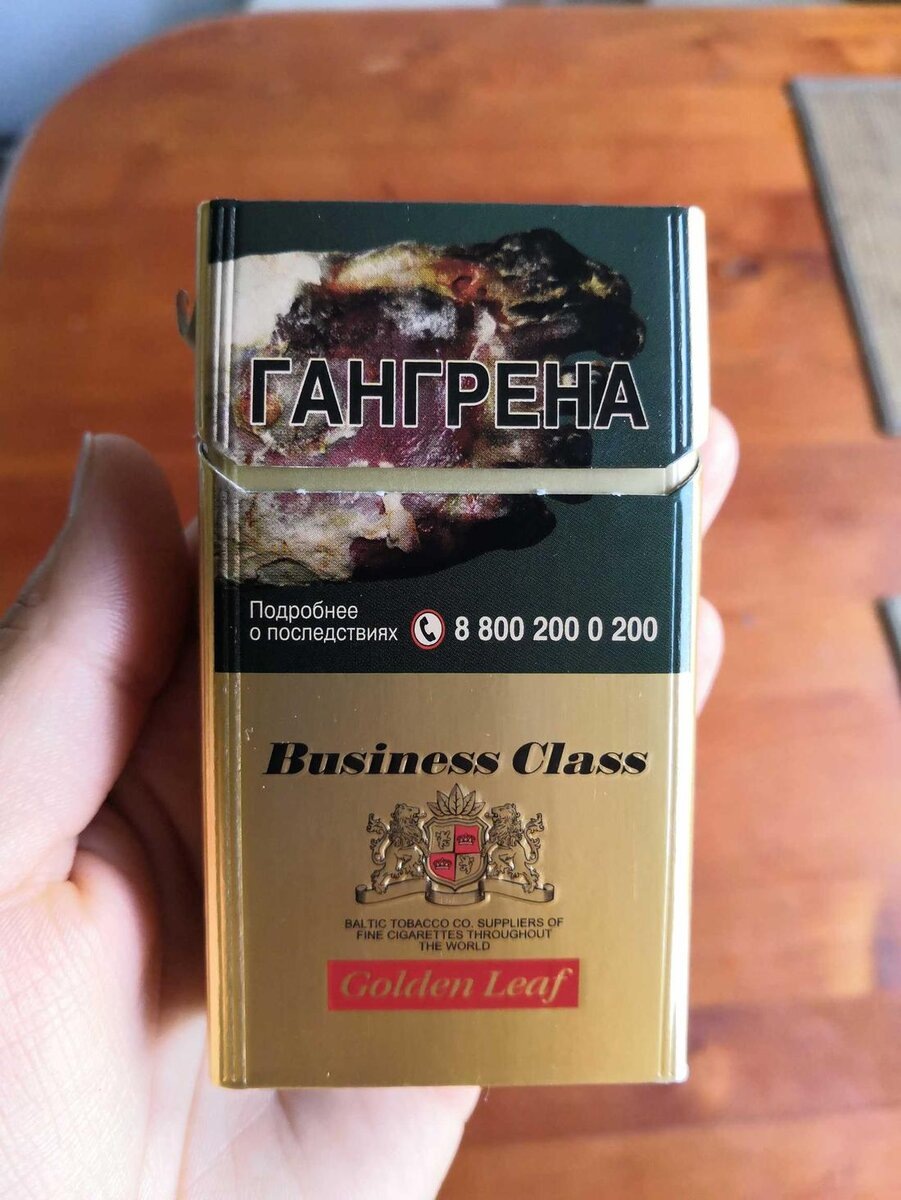 ГАНГРЕНА
Подробнее
о последствиях 8 800 200 0 200
Business Class
BALTIC TOBACCO CO. SUPPLIERS OF
FINE CIGARETTES THROUGHOUT
THE WORLD
Golden Leaf